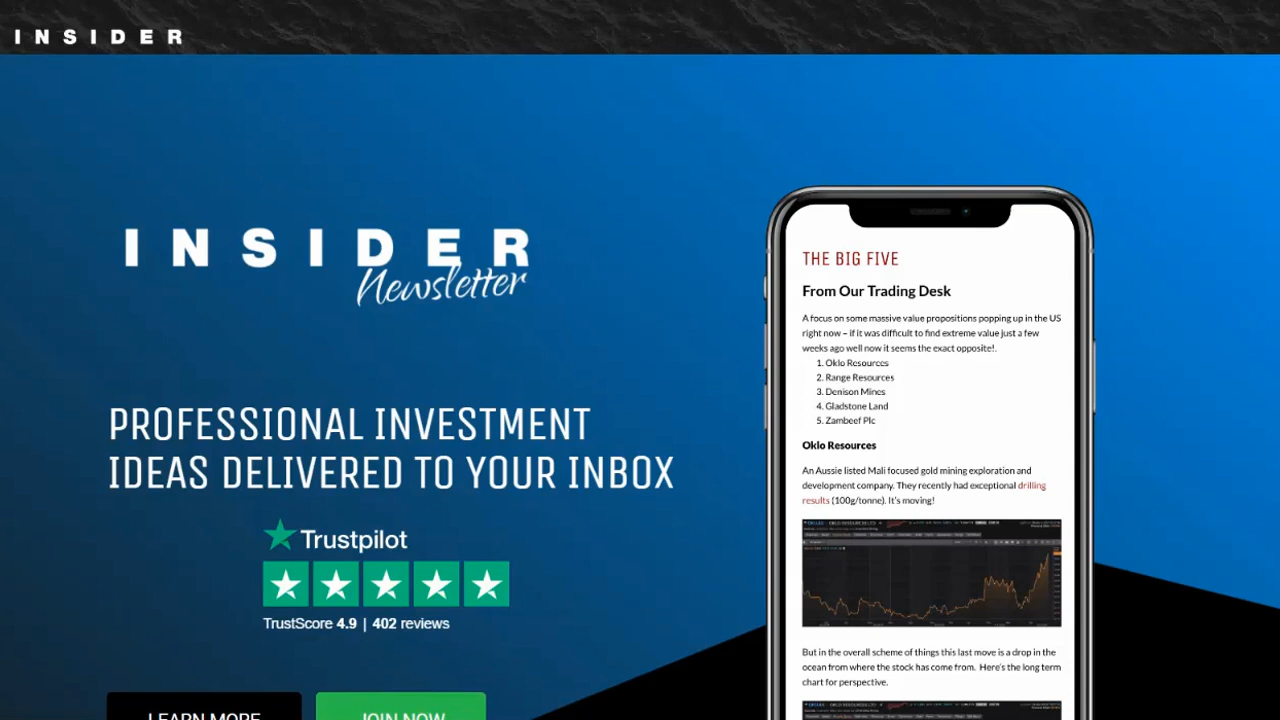 INSIDER
INSIDER
Newsletter
PROFESSIONAL INVESTMENT
IDEAS DELIVERED TO YOUR INBOX
Trustpilot
TrustScore 4.9 | 402 reviews
LEARN MORE
JOIN NOW
THE BIG FIVE
From Our Trading Desk
A focus on some massive value propositions popping up in the US
right now – if it was difficult to find extreme value just a few
weeks ago well now it seems the exact opposite!.
1. Oklo Resources
2. Range Resources
3. Denison Mines
4. Gladstone Land
5. Zambeef Plc
Oklo Resources
An Aussie listed Mali focused gold mining exploration and
development company. They recently had exceptional drilling
results (100g/tonne). It's moving!
But in the overall scheme of things this last move is a drop in the
ocean from where the stock has come from. Here's the long term
chart for perspective.